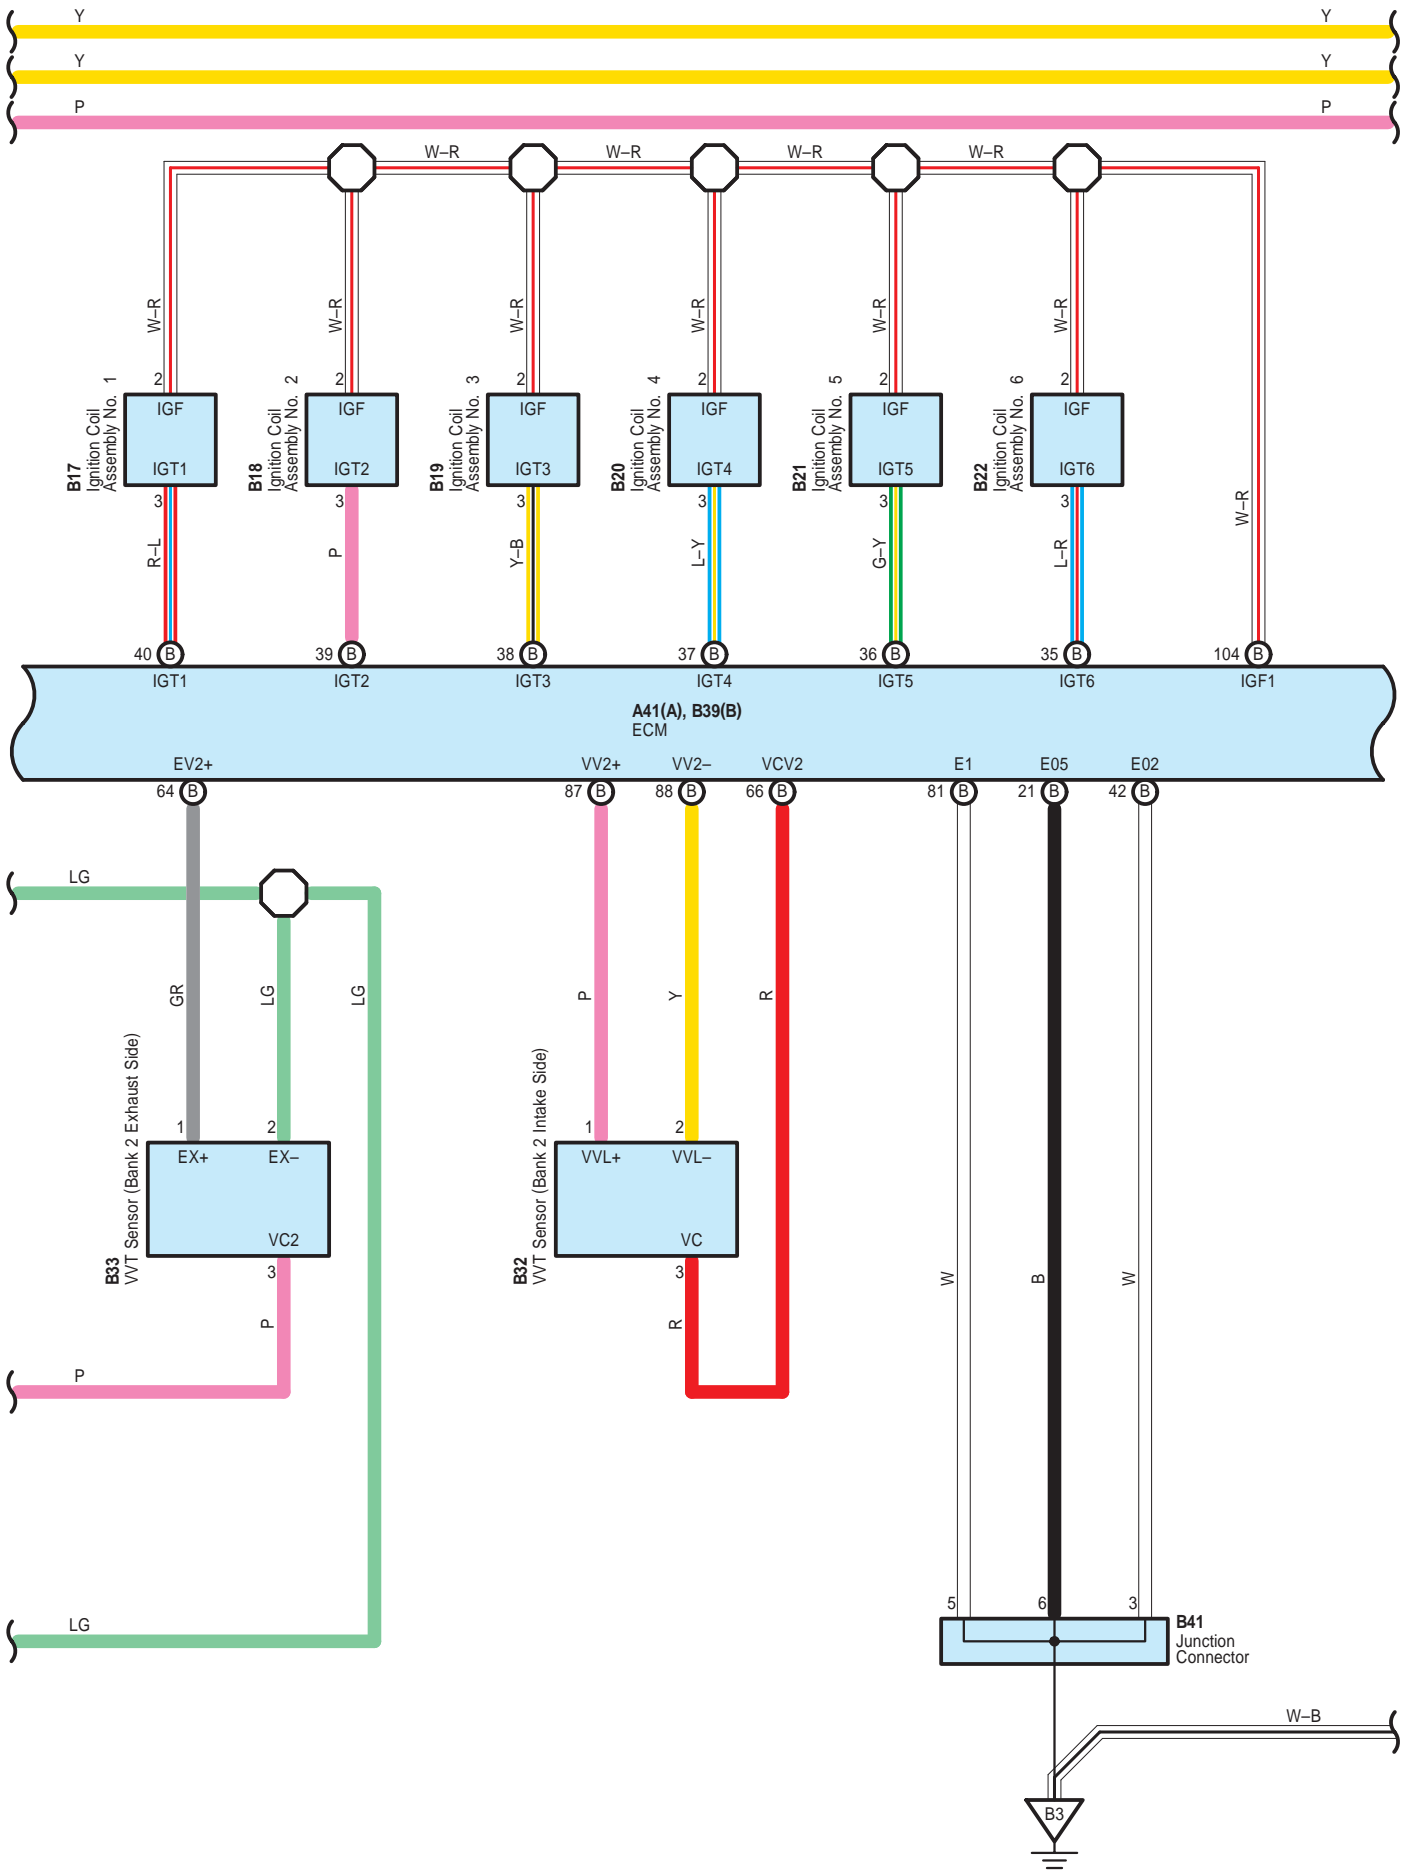 Y Y
Y Y
P P
W–R W–R W–R W–R
W–R W–R W–R W–R W–R W–R
2 2 2 2 2 2
B17
Ignition Coil
Assembly No. 1
IGF
IGT1
B18
Ignition Coil
Assembly No. 2
IGF
IGT2
B19
Ignition Coil
Assembly No. 3
IGF
IGT3
B20
Ignition Coil
Assembly No. 4
IGF
IGT4
B21
Ignition Coil
Assembly No. 5
IGF
IGT5
B22
Ignition Coil
Assembly No. 6
IGF
IGT6
3 3 3 3 3 3
W–R
R–L P Y–B L–Y G–Y L–R
40 B 39 B 38 B 37 B 36 B 35 B 104 B
IGT1 IGT2 IGT3 IGT4 IGT5 IGT6 IGF1
A41(A), B39(B)
ECM
EV2+ VV2+ VV2– VCV2 E1 E05 E02
64 B 87 B 88 B 66 B 81 B 21 B 42 B
LG
GR LG LG P Y R
1 2 1 2
B33
VVT Sensor (Bank 2 Exhaust Side)
EX+ EX–
VC2
B32
VVT Sensor (Bank 2 Intake Side)
VVL+ VVL–
VC
3 3
W B W
P R
P
5 6 3
LG
B41
Junction
Connector
W–B
B3